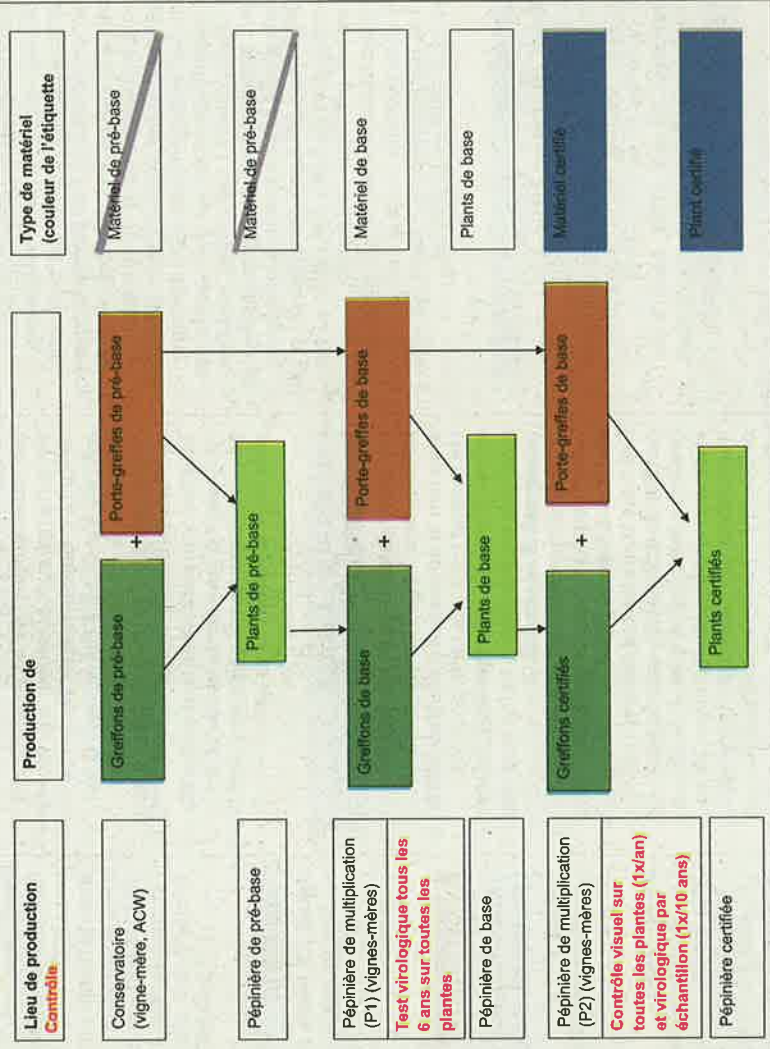 Lieu de production
Contrôle
Production de
Type de matériel
(couleur de l'étiquette
Conservatoire
(vigne-mère, ACW)
Greffons de pré-base
+
Porte-greffes de pré-base
Matériel de pré-base
Pépinière de pré-base
Plants de pré-base
Matériel de pré-base
Pépinière de multiplication
(P1) (vignes-mères)
Test virologique tous les
6 ans sur toutes les
plantes
Greffons de base
+
Porte-greffes de base
Matériel de base
Pépinière de base
Plants de base
Plants de base
Pépinière de multiplication
(P2) (vignes-mères)
Contrôle visuel sur
toutes les plantes (1x/an)
et virologique par
échantillon (1x/10 ans)
Greffons certifiés
+
Porte-greffes de base
Matériel certifié
Pépinière certifiée
Plants certifiés
Plant certifié